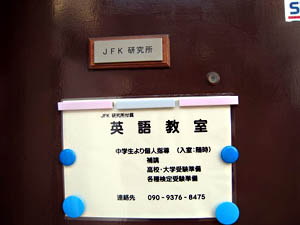 S
JFK 研究所
JFK 研究所付属
英語教室
中学生より個人指導 (入室:随時)
補講
高校・大学受験準備
各種検定受験準備
連絡先 090-9376-8475